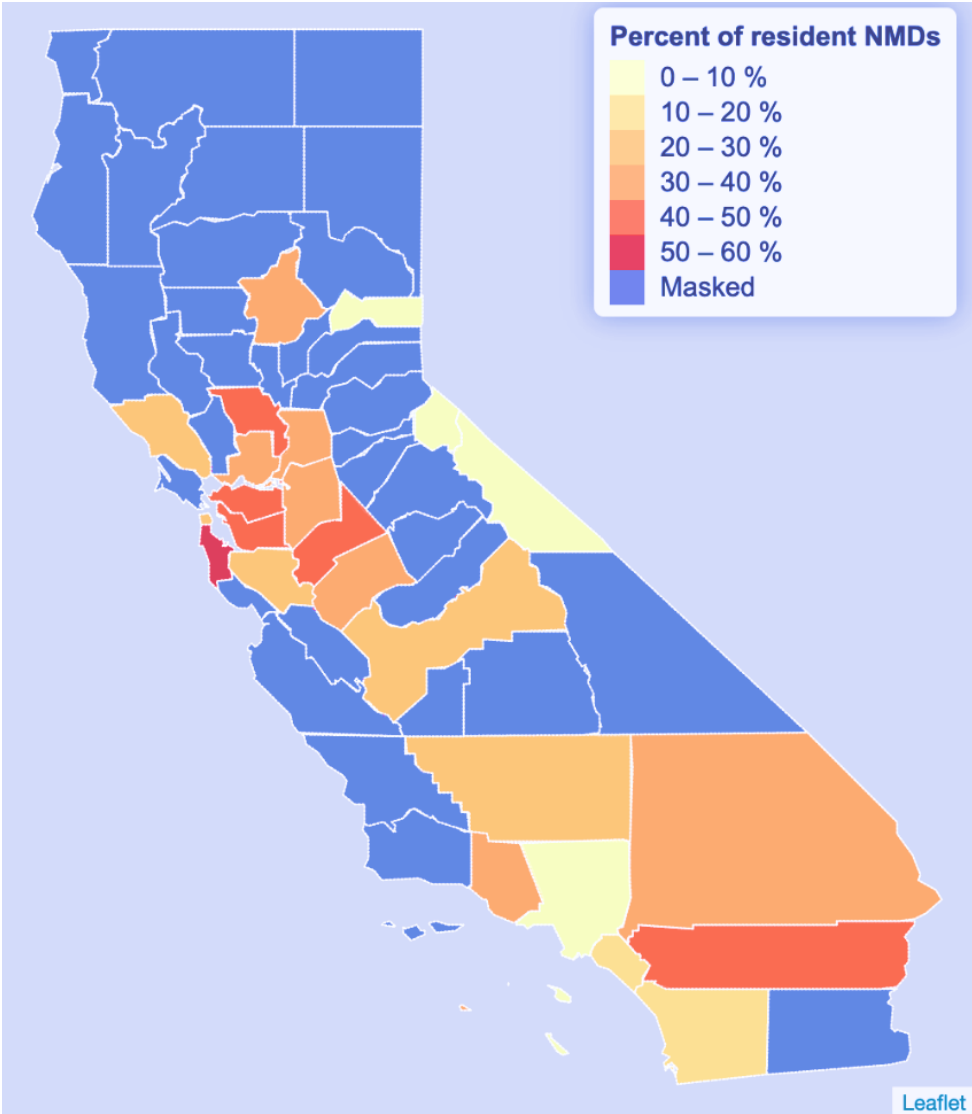 Percent of resident NMDs
0 – 10 %
10 – 20 %
20 – 30 %
30 – 40 %
40 – 50 %
50 – 60 %
Masked
Leaflet